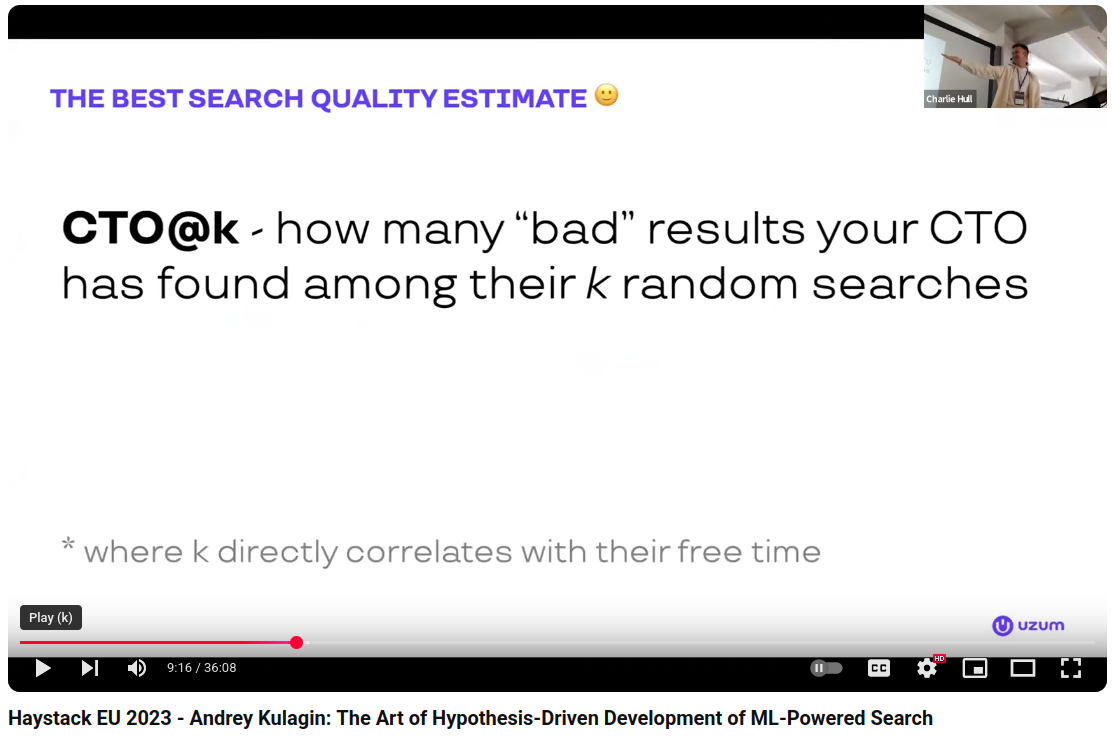 THE BEST SEARCH QUALITY ESTIMATE 🙂
Charlie Hull
CTO@k - how many “bad” results your CTO
has found among their k random searches
* where k directly correlates with their free time
Play (k)
uzum
9:16 / 36:08
CC
HD
Haystack EU 2023 - Andrey Kulagin: The Art of Hypothesis-Driven Development of ML-Powered Search